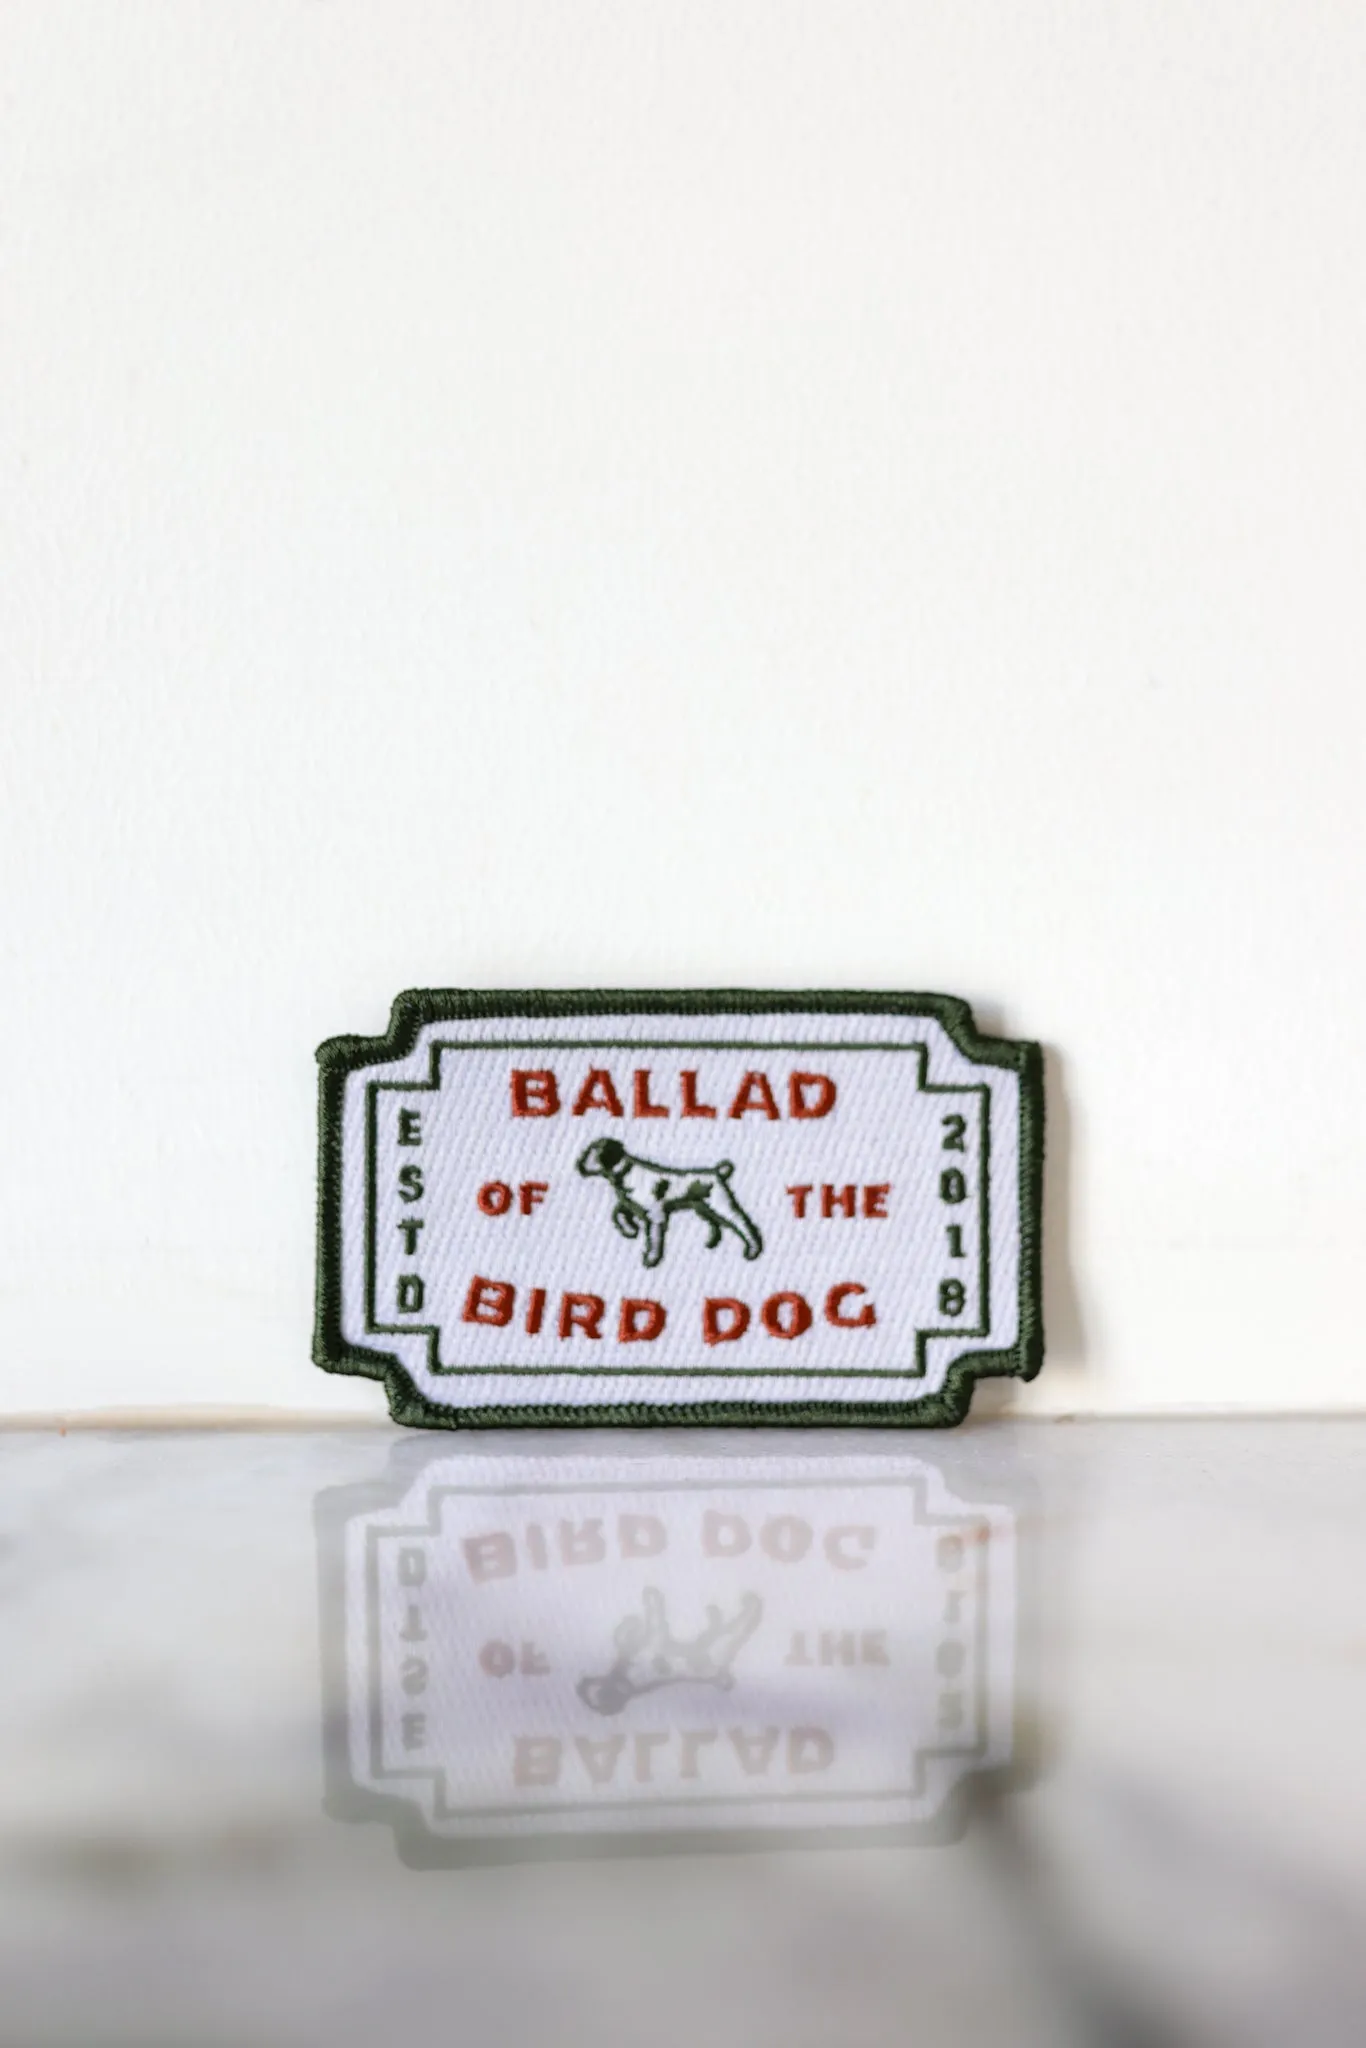 BALLAD
OF THE
BIRD DOG
ESTD
2018